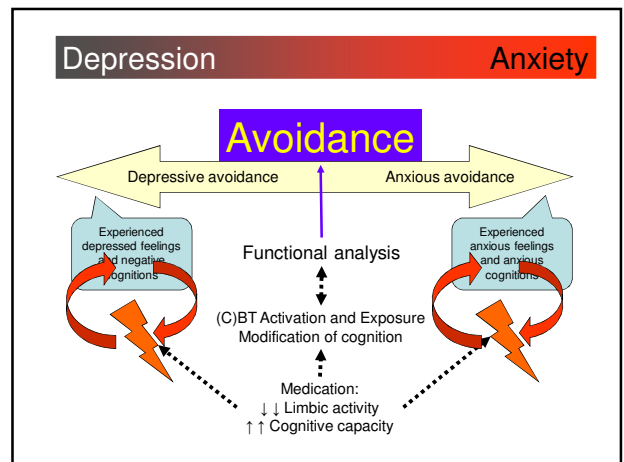 Depression
Anxiety
Avoidance
Depressive avoidance
Anxious avoidance
Experienced
depressed feelings
and negative
cognitions
Experienced
anxious feelings
and anxious
cognitions
Functional analysis
(C)BT Activation and Exposure
Modification of cognition
Medication:
↓ ↓ Limbic activity
↑ ↑ Cognitive capacity